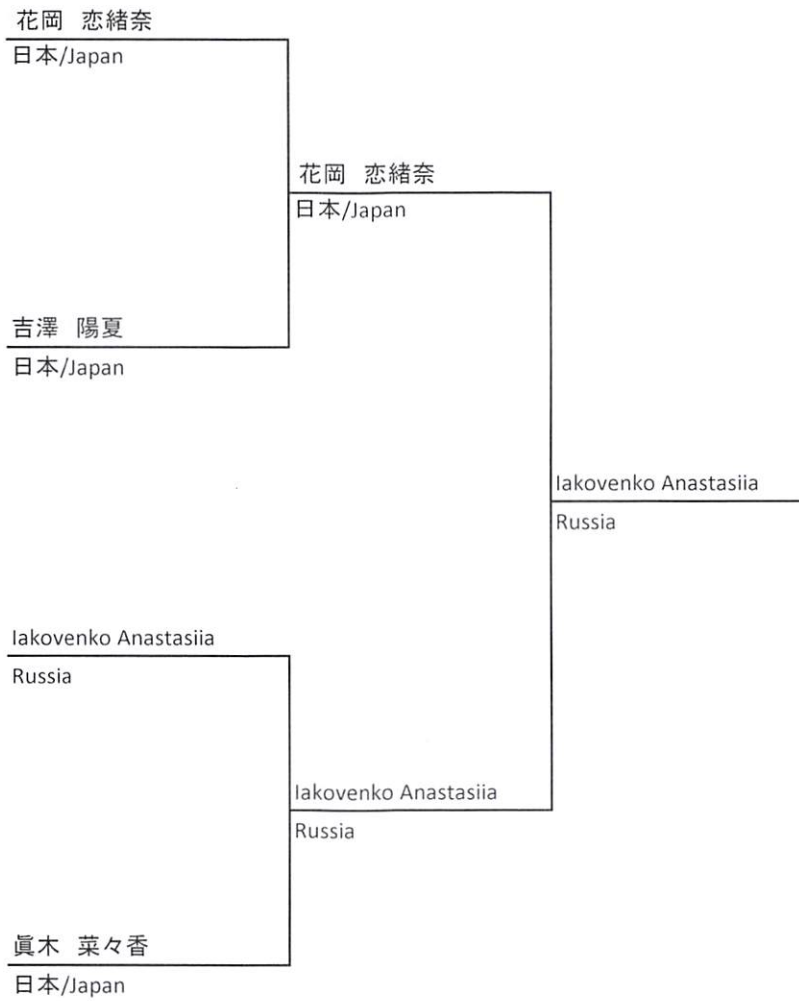 花岡 恋緒奈
日本/Japan
花岡 恋緒奈
日本/Japan
吉澤 陽夏
日本/Japan
Iakovenko Anastasiia
Russia
Iakovenko Anastasiia
Russia
Iakovenko Anastasiia
Russia
眞木 菜々香
日本/Japan